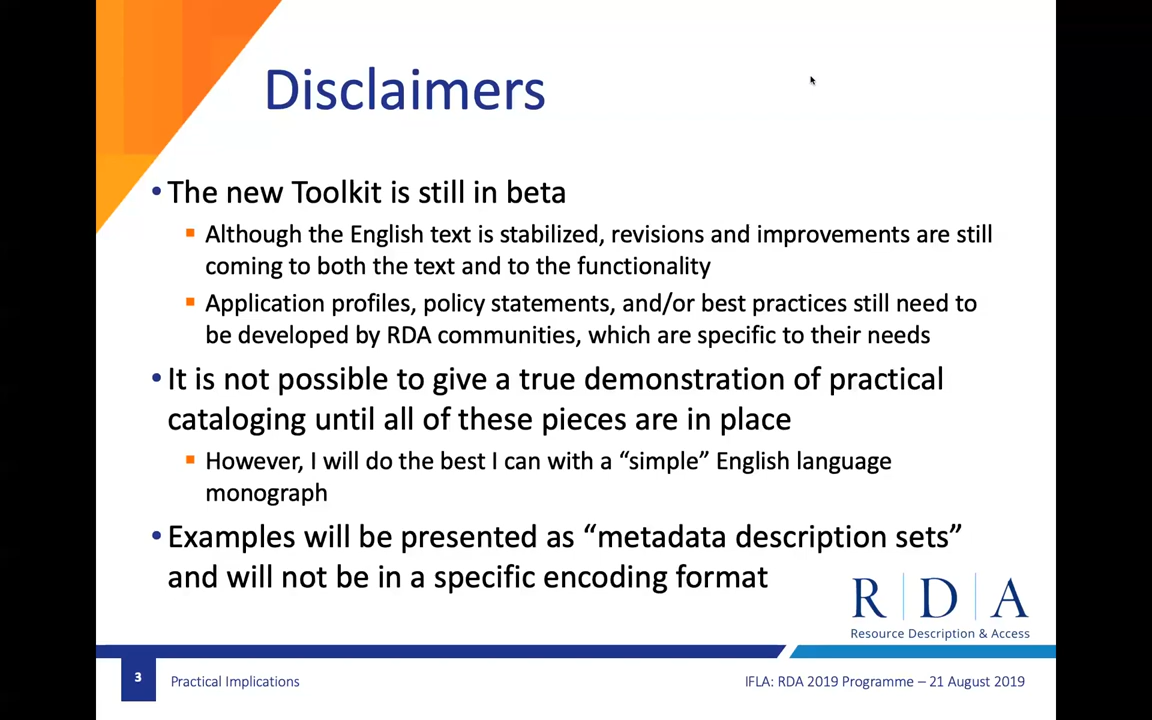 Disclaimers
• The new Toolkit is still in beta
▪ Although the English text is stabilized, revisions and improvements are still
coming to both the text and to the functionality
▪ Application profiles, policy statements, and/or best practices still need to
be developed by RDA communities, which are specific to their needs
• It is not possible to give a true demonstration of practical
cataloging until all of these pieces are in place
▪ However, I will do the best I can with a “simple” English language
monograph
• Examples will be presented as “metadata description sets”
and will not be in a specific encoding format
R D A
Resource Description & Access
3
Practical Implications
IFLA: RDA 2019 Programme – 21 August 2019